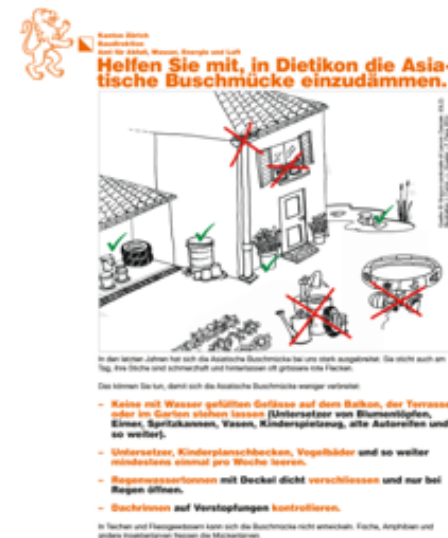 Kanton Zürich
Baudirektion
Amt für Abfall, Wasser, Energie und Luft
Helfen Sie mit, in Dietikon die Asia-
tische Buschmücke einzudämmen.
In den letzten Jahren hat sich die Asiatische Buschmücke bei uns stark ausgebreitet. Sie sticht auch am
Tag, ihre Stiche sind schmerzhaft und hinterlassen oft grössere rote Flecken.
Das können Sie tun, damit sich die Asiatische Buschmücke weniger verbreitet:
– Keine mit Wasser gefüllten Gefässe auf dem Balkon, der Terrasse
oder im Garten stehen lassen (Untersetzer von Blumentöpfen,
Eimer, Spritzkannen, Vasen, Kinderspielzeug, alte Autoreifen und
so weiter).
– Untersetzer, Kinderplanschbecken, Vogelbäder und so weiter
mindestens einmal pro Woche leeren.
– Regenwassertonnen mit Deckel dicht verschliessen und nur bei
Regen öffnen.
– Dachrinnen auf Verstopfungen kontrollieren.
In Teichen und Fliessgewässern kann sich die Buschmücke nicht entwickeln. Fische, Amphibien und
andere Insektenlarven fressen die Mückenlarven.